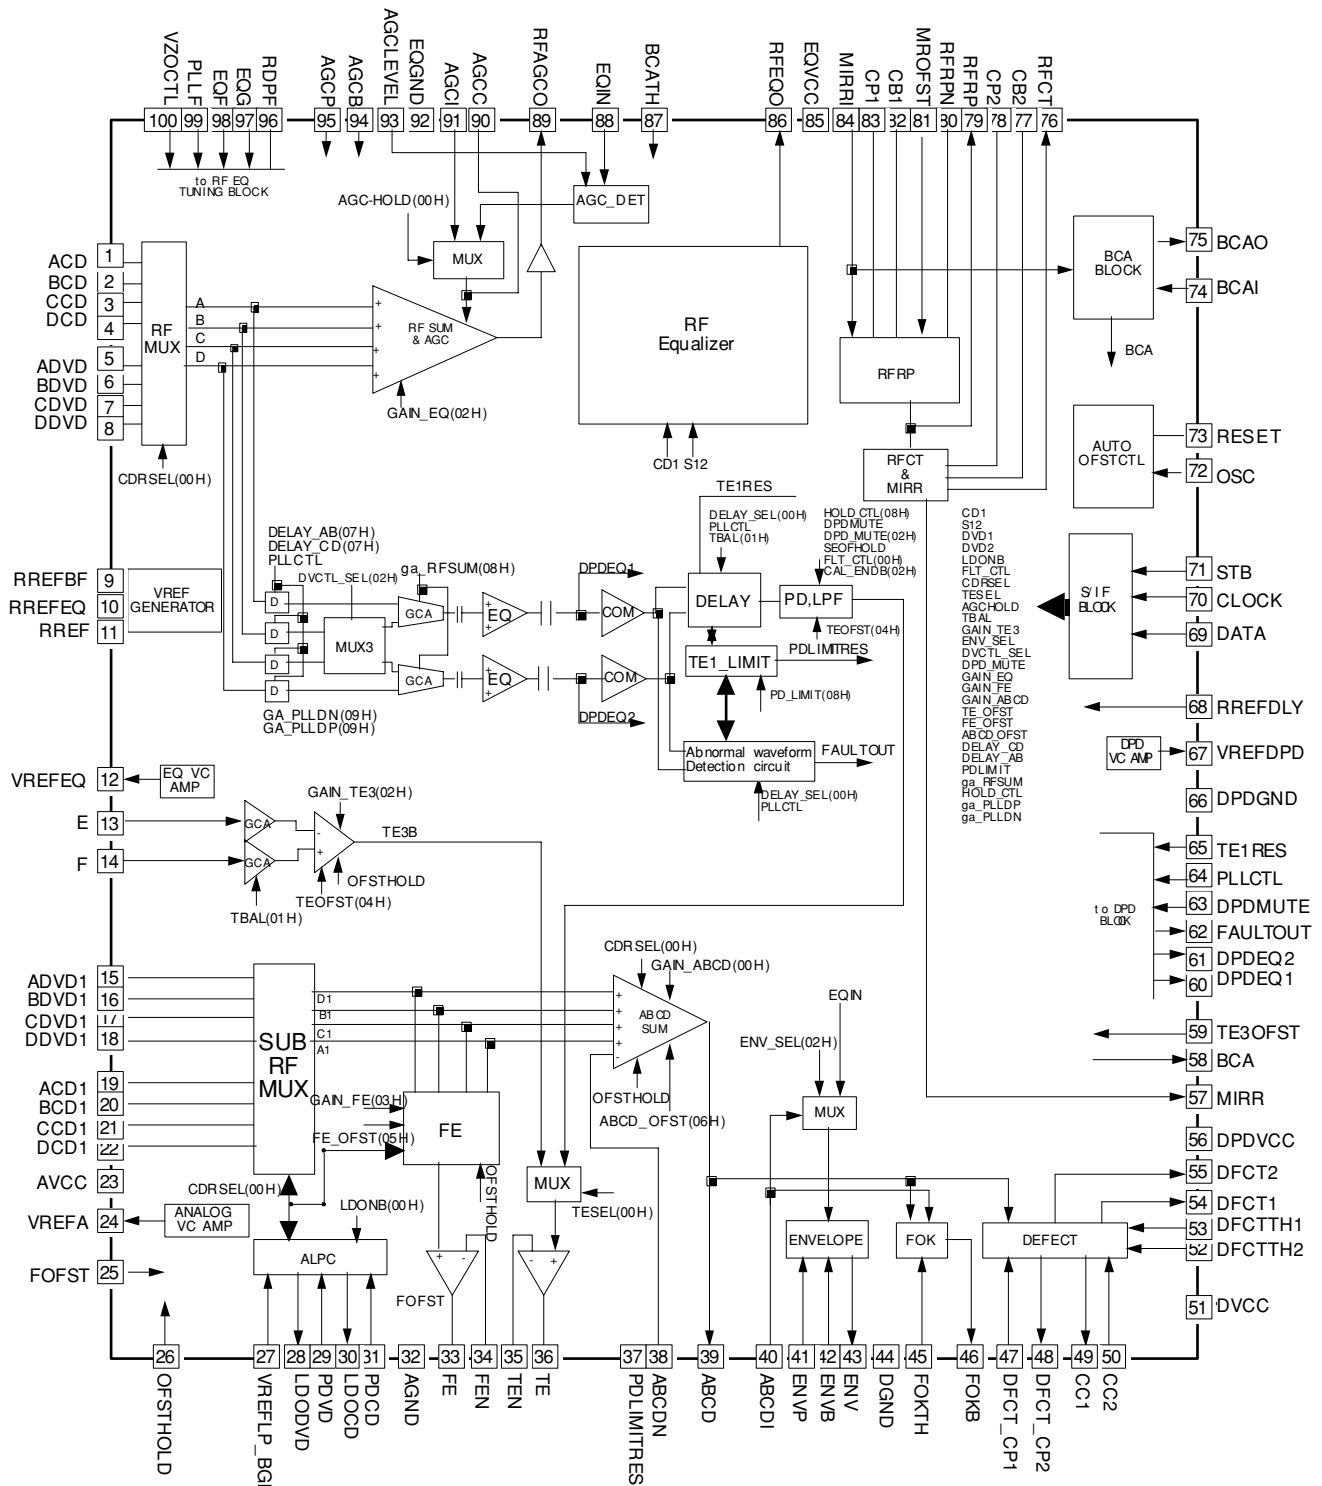 VZOCTL
PLLF
EQF
EQG
RDPF
AGCP
AGCB
AGCLEVEL
EQGND
AGCI
AGCC
RFAGCO
EQIN
BCATH
RFEQO
EQVCC
MIRRI
CP1
CB1
MROFST
RFRPN
RFRP
CP2
CB2
RFCT
100
99
98
97
96
95
94
93
92
91
90
89
88
87
86
85
84
83
82
81
80
79
78
77
76
to RF EQ
TUNING BLOCK
AGC-HOLD(00H)
AGC_DET
MUX
ACD 1
BCD 2
CCD 3
DCD 4
ADVD 5
BDVD 6
CDVD 7
DDVD 8
RF
MUX
A
B
C
D
+
+
+
+
RF SUM
& AGC
GAIN_EQ(02H)
CDRSEL(00H)
RF
Equalizer
CD1 S12
RFRP
RFCT
&
MIRR
BCA
BLOCK
BCA
75 BCAO
74 BCAI
AUTO
OFSTCTL
73 RESET
72 OSC
RREFBF 9
RREFEQ 10
RREF 11
VREF
GENERATOR
DELAY_AB(07H)
DELAY_CD(07H)
PLLCTL
DVCTL_SEL(02H)
ga_RFSUM(08H)
D
D
D
D
MUX3
GCA
GCA
GA_PLLDN(09H)
GA_PLLDP(09H)
+
EQ
+
+
EQ
+
DPDEQ1
COM
COM
DPDEQ2
TE1RES
DELAY_SEL(00H)
PLLCTL
TBAL(01H)
HOLD_CTL(08H)
DPDMUTE
DPD_MUTE(02H)
SEOFHOLD
FLT_CTL(00H)
CAL_ENDB(02H)
DELAY
PD,LPF
TEOFST(04H)
TE1_LIMIT
PDLIMITRES
PD_LIMIT(08H)
Abnormal waveform
Detection circuit
FAULTOUT
DELAY_SEL(00H)
PLLCTL
CD1
S12
DVD1
DVD2
LDONB
FLT_CTL
CDRSEL
TESEL
AGCHOLD
TBAL
GAIN_TE3
ENV_SEL
DVCTL_SEL
DPD_MUTE
GAIN_EQ
GAIN_FE
GAIN_ABCD
TE_OFST
FE_OFST
ABCD_OFST
DELAY_CD
DELAY_AB
PDLIMIT
ga_RFSUM
HOLD_CTL
ga_PLLDP
ga_PLLDN
S/IF
BLOCK
71 STB
70 CLOCK
69 DATA
68 RREFDLY
DPD
VC AMP
67 VREFDPD
66 DPDGND
VREFEQ 12
EQ VC
AMP
E 13
F 14
GCA
GCA
TBAL(01H)
GAIN_TE3(02H)
-
+
TE3B
OFSTHOLD
TEOFST(04H)
to DPD
BLOCK
65 TE1RES
64 PLLCTL
63 DPDMUTE
62 FAULTOUT
61 DPDEQ2
60 DPDEQ1
ADVD1 15
BDVD1 16
CDVD1 17
DDVD1 18
ACD1 19
BCD1 20
CCD1 21
DCD1 22
AVCC 23
VREFA 24
FOFST 25
SUB
RF
MUX
D1
B1
C1
A1
CDRSEL(00H)
GAIN_ABCD(00H)
+
+
+
+
-
ABCD
SUM
OFSTHOLD
ABCD_OFST(06H)
GAIN_FE(03H)
FE_OFST(05H)
FE
OFSTHOLD
CDRSEL(00H)
LDONB(00H)
ANALOG
VC AMP
ALPC
+
-
FOFST
MUX
TESEL(00H)
-
+
EQIN
ENV_SEL(02H)
MUX
ENVELOPE
FOK
DEFECT
59 TE3OFST
58 BCA
57 MIRR
56 DPDVCC
55 DFCT2
54 DFCT1
53 DFCTTH1
52 DFCTTH2
51 DVCC
26
27
28
29
30
31
32
33
34
35
36
37
38
39
40
41
42
43
44
45
46
47
48
49
50
OFSTHOLD
VREFLP_BGI
LDODVD
PDVD
LDOCD
PDCD
AGND
FE
FEN
TEN
TE
PDLIMITRES
ABCDN
ABCD
ABCDI
ENVP
ENVB
ENV
DGND
FOKTH
FOKB
DFCT_CP1
DFCT_CP2
CC1
CC2